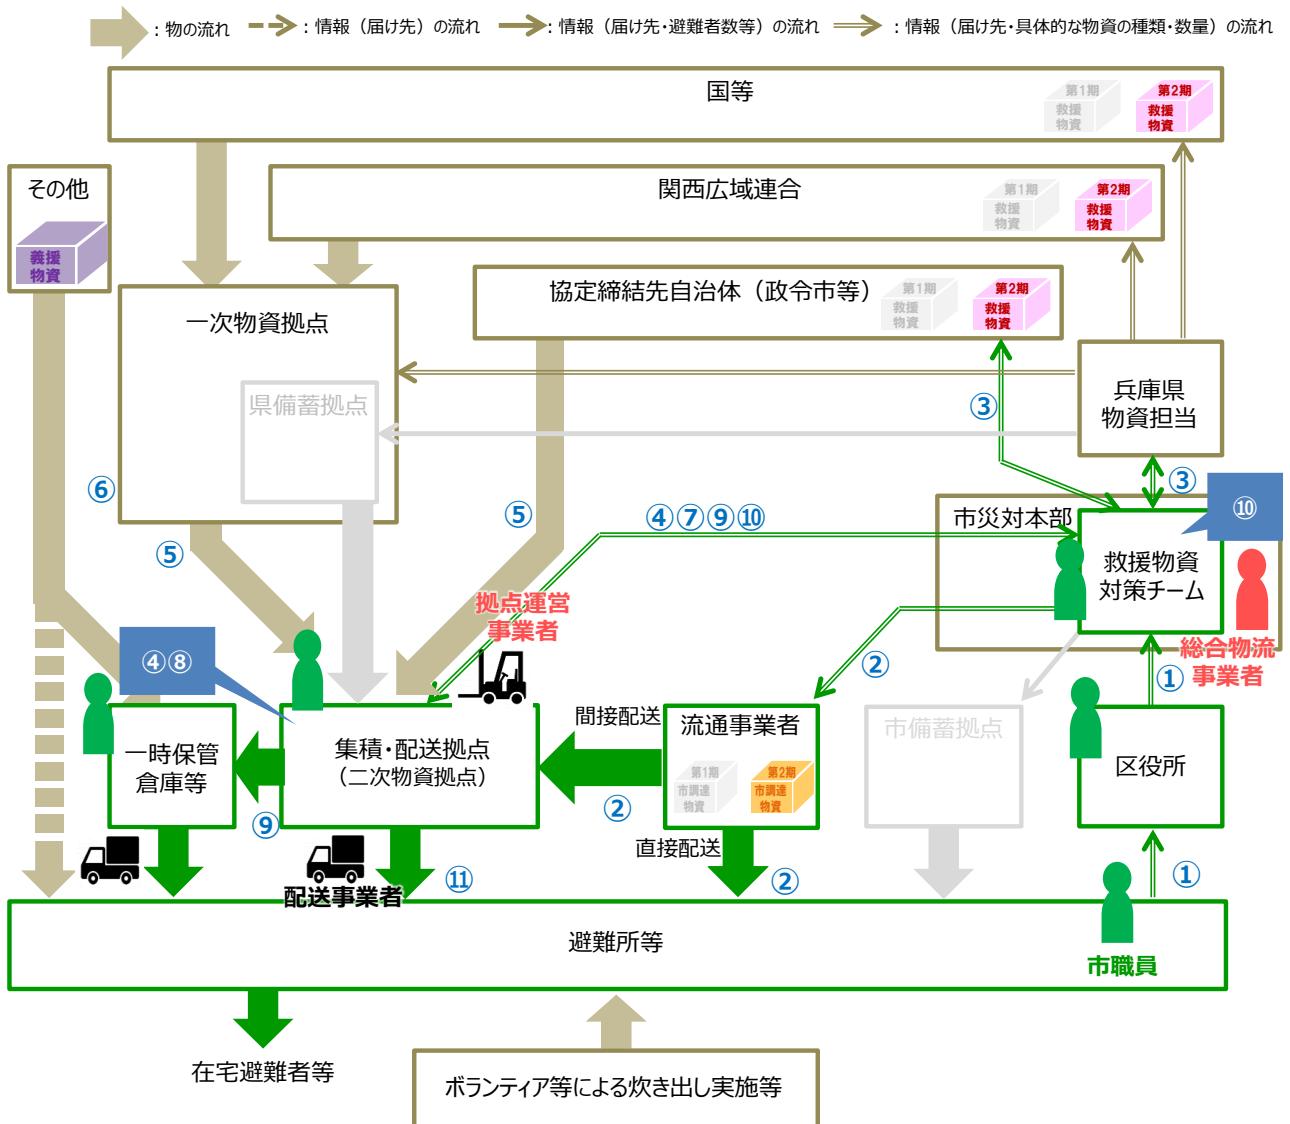 ：物の流れ
：情報（届け先）の流れ
：情報（届け先・避難者数等）の流れ
：情報（届け先・具体的な物資の種類・数量）の流れ
国等
第1期
救援
物資
第2期
救援
物資
その他
義援
物資
関西広域連合
第1期
救援
物資
第2期
救援
物資
協定締結先自治体（政令市等）
第1期
救援
物資
第2期
救援
物資
一次物資拠点
県備蓄拠点
兵庫県
物資担当
③
③
⑥
⑤
⑤
④⑦⑨⑩
市災対本部
⑩
救援物資
対策チーム
総合物流
事業者
拠点運営
事業者
④⑧
②
①
間接配送
流通事業者
第1期
市調達
物資
第2期
市調達
物資
市備蓄拠点
区役所
一時保管
倉庫等
集積・配送拠点
（二次物資拠点）
⑨
②
直接配送
②
配送事業者
⑪
①
避難所等
市職員
在宅避難者等
ボランティア等による炊き出し実施等